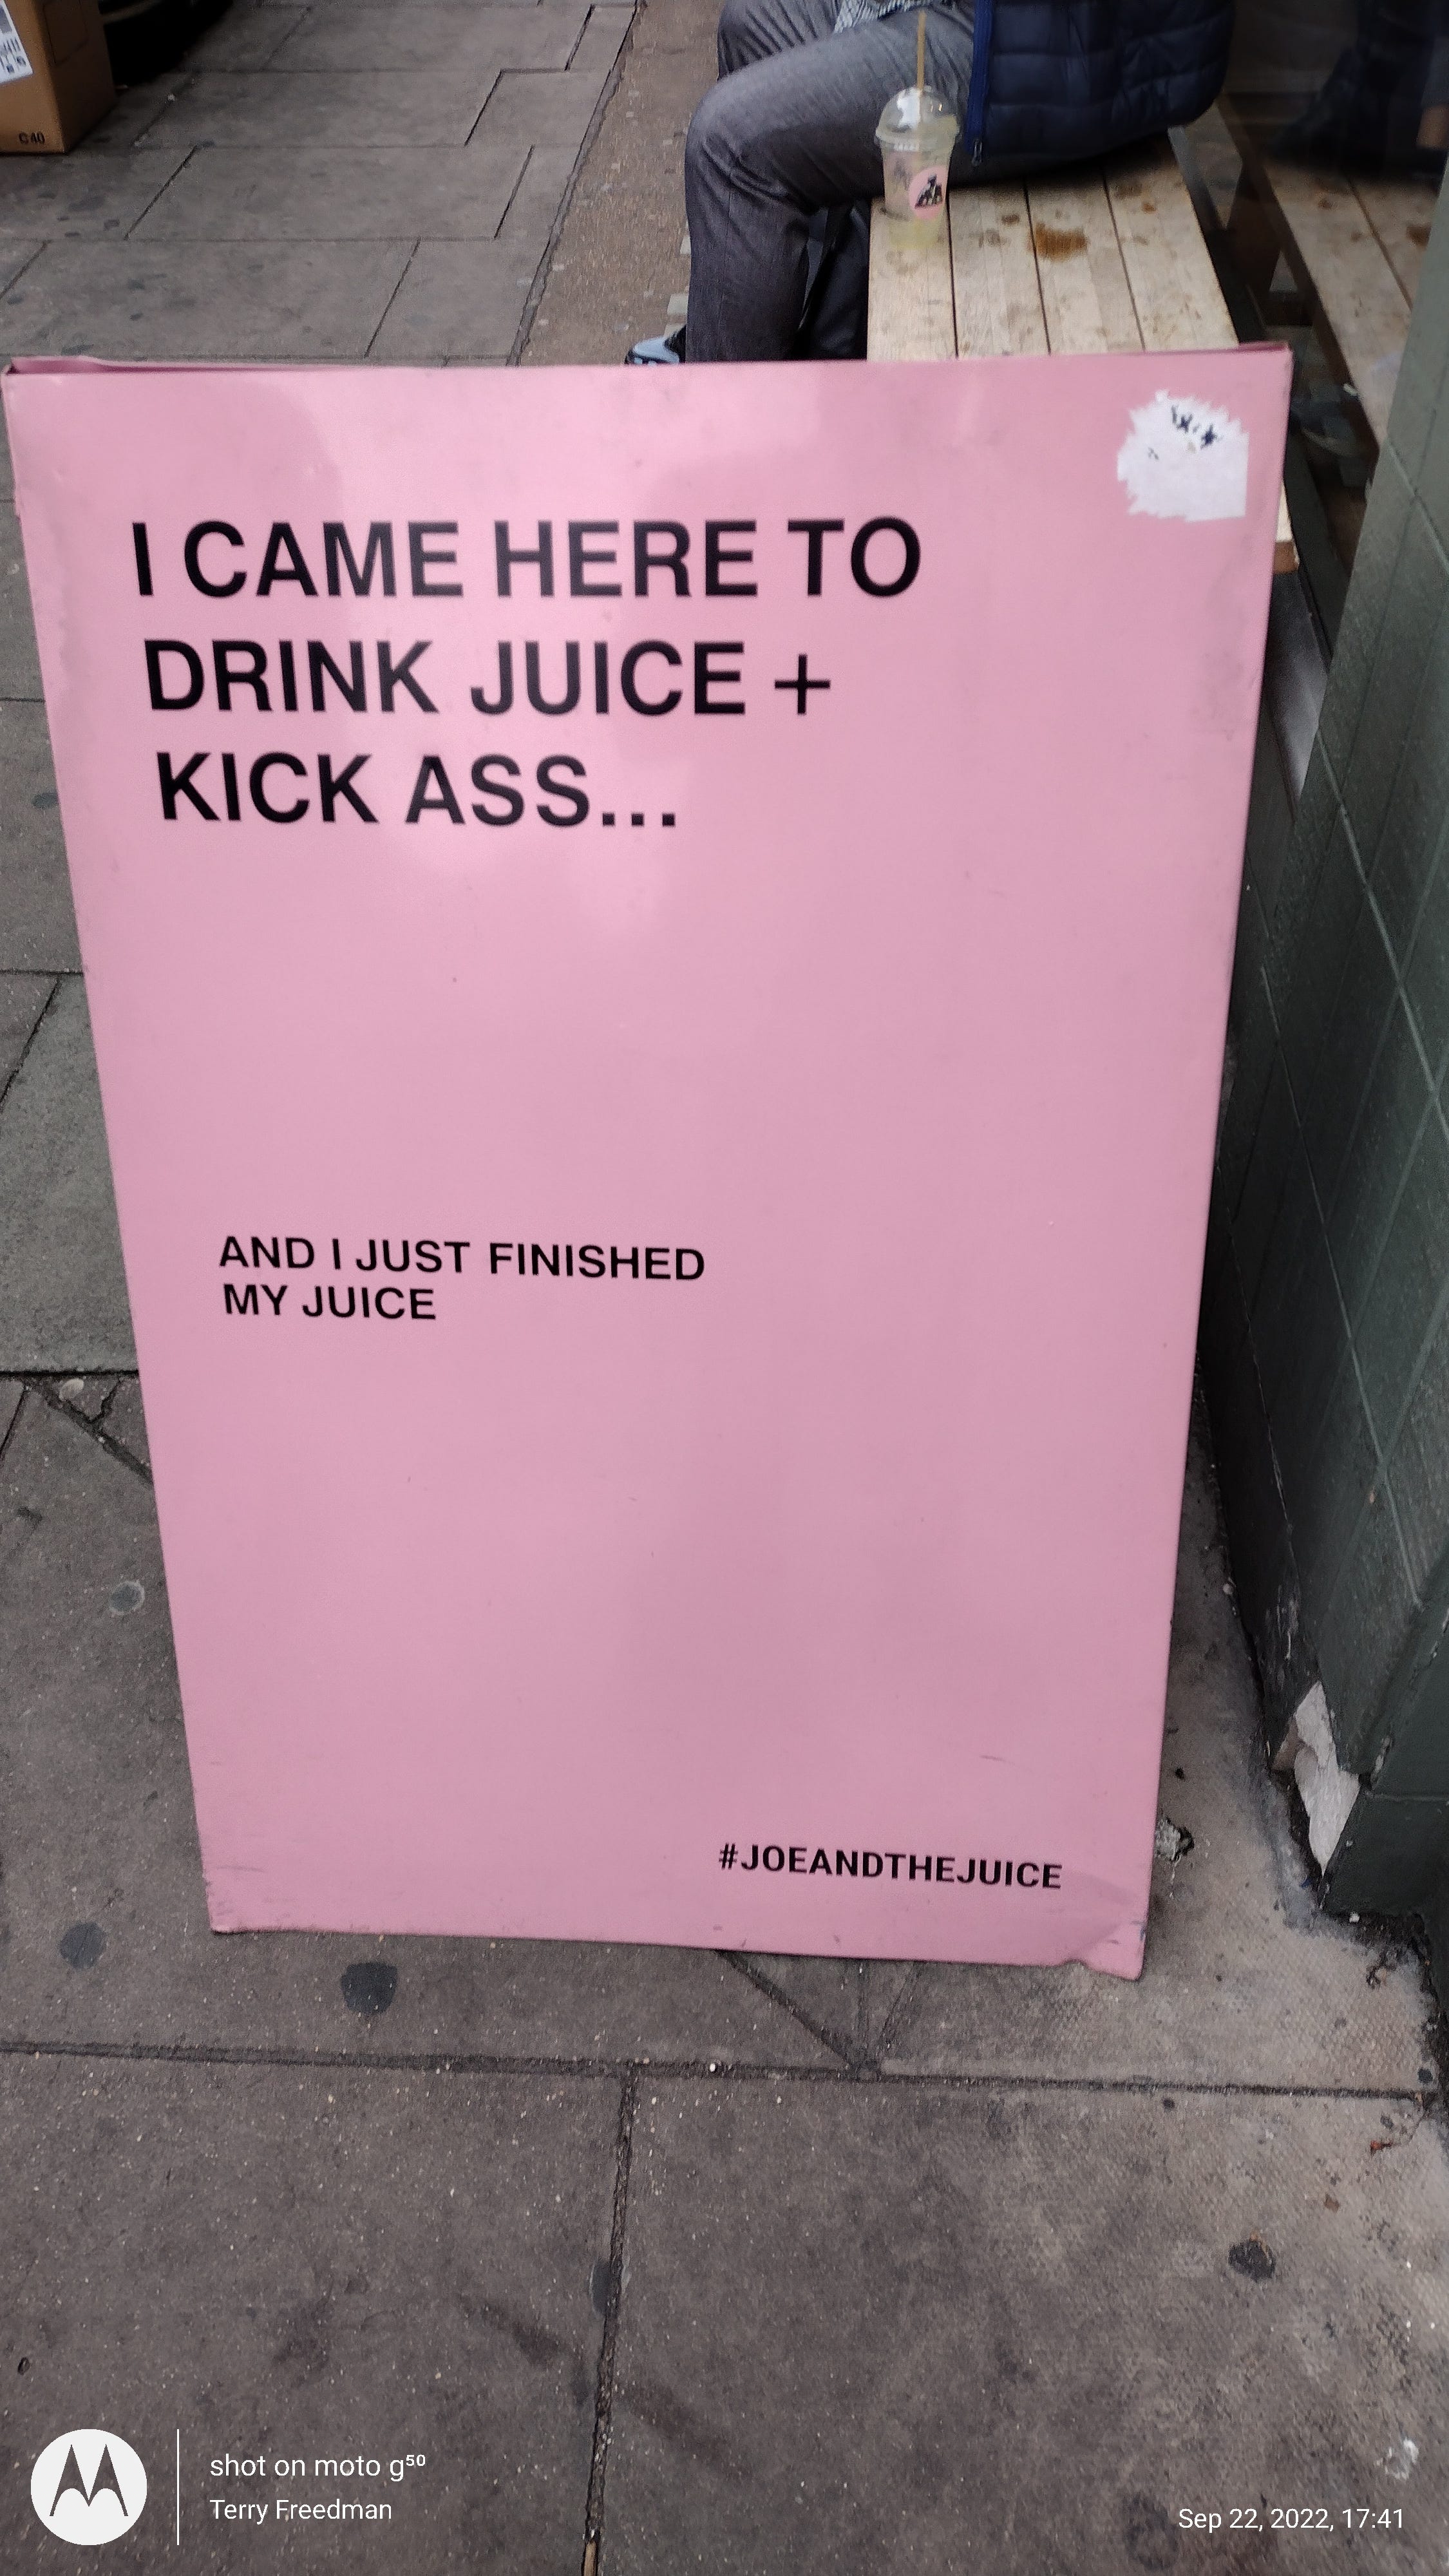 C40
I CAME HERE TO
DRINK JUICE +
KICK ASS...
AND I JUST FINISHED
MY JUICE
#JOEANDTHEJUICE
shot on moto g⁵⁰
Terry Freedman
Sep 22, 2022, 17:41